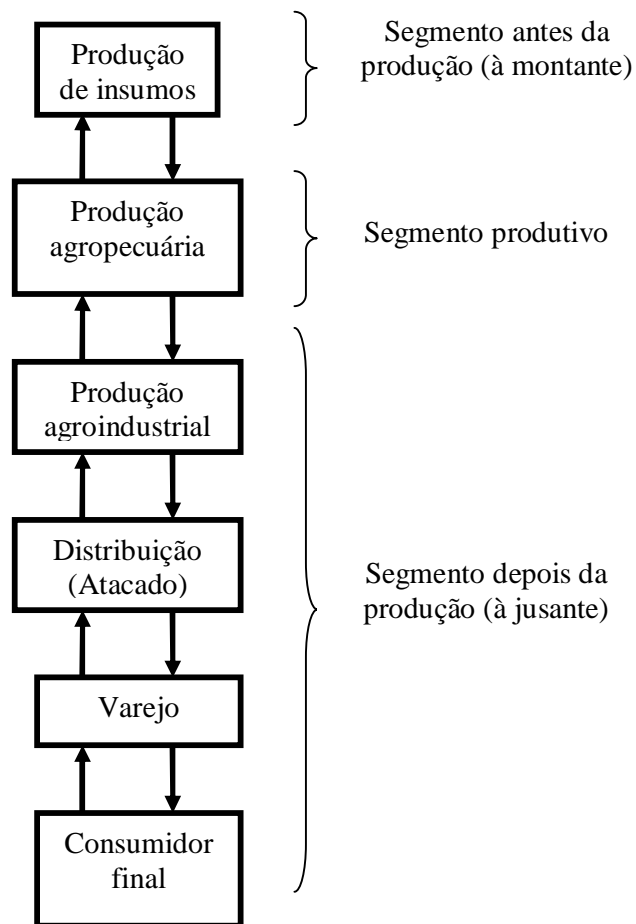 Produção
de insumos
Segmento antes da
produção (à montante)
Produção
agropecuária
Segmento produtivo
Produção
agroindustrial
Distribuição
(Atacado)
Segmento depois da
produção (à jusante)
Varejo
Consumidor
final